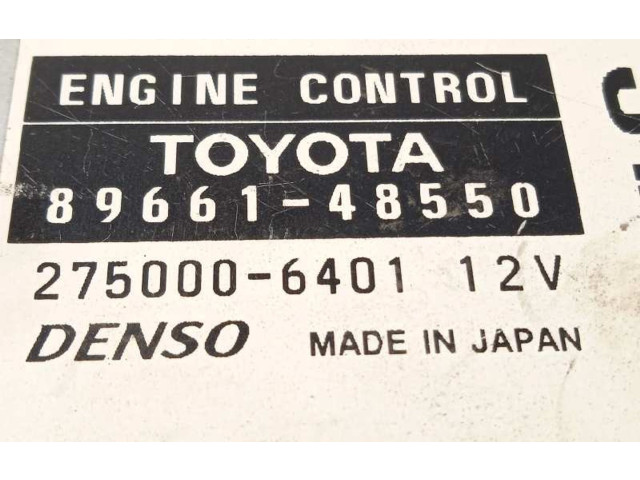 ENGINE CONTROL
TOYOTA
89661-48550
275000-6401 12V
DENSO MADE IN JAPAN